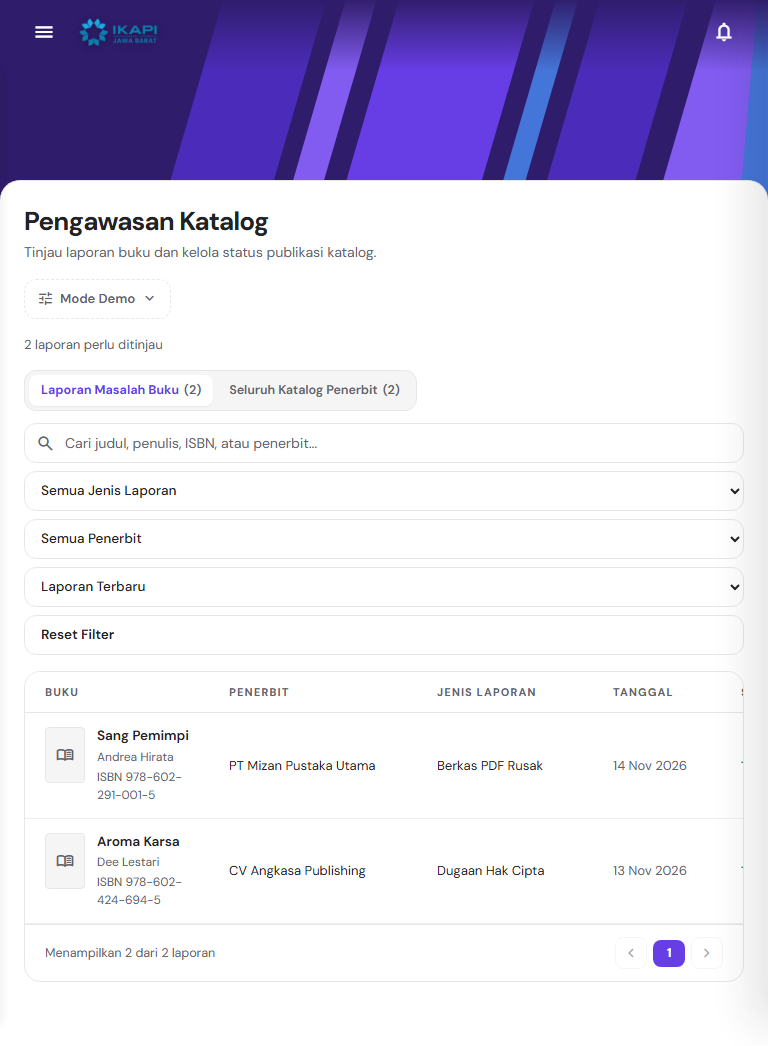 IKAPI
JAWA BARAT
Pengawasan Katalog
Tinjau laporan buku dan kelola status publikasi katalog.
Mode Demo
2 laporan perlu ditinjau
Laporan Masalah Buku (2) Seluruh Katalog Penerbit (2)
Cari judul, penulis, ISBN, atau penerbit...
Semua Jenis Laporan
Semua Penerbit
Laporan Terbaru
Reset Filter
BUKU PENERBIT JENIS LAPORAN TANGGAL
Sang Pemimpi
Andrea Hirata
ISBN 978-602-
291-001-5
PT Mizan Pustaka Utama
Berkas PDF Rusak
14 Nov 2026
Aroma Karsa
Dee Lestari
ISBN 978-602-
424-694-5
CV Angkasa Publishing
Dugaan Hak Cipta
13 Nov 2026
Menampilkan 2 dari 2 laporan
1